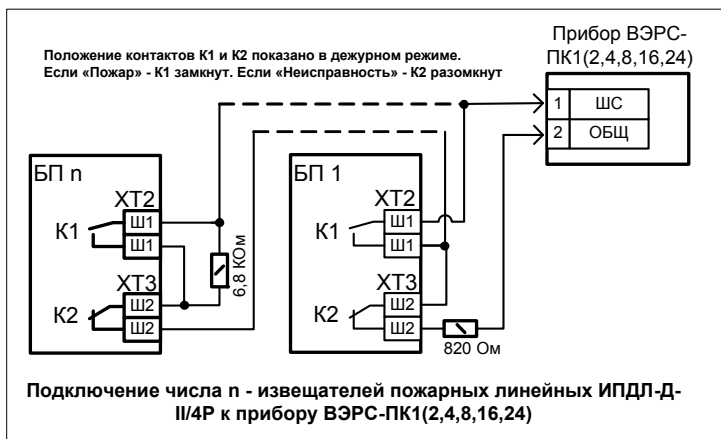 Прибор ВЭРС-
ПК1(2,4,8,16,24)
Положение контактов К1 и К2 показано в дежурном режиме.
Если «Пожар» - К1 замкнут. Если «Неисправность» - К2 разомкнут
1 ШС
2 ОБЩ
БП n
ХТ2
К1
Ш1
Ш1
ХТ3
К2
Ш2
Ш2
6,8 КОм
БП 1
ХТ2
К1
Ш1
Ш1
ХТ3
К2
Ш2
Ш2
820 Ом
Подключение числа n - извещателей пожарных линейных ИПДЛ-Д-
II/4Р к прибору ВЭРС-ПК1(2,4,8,16,24)